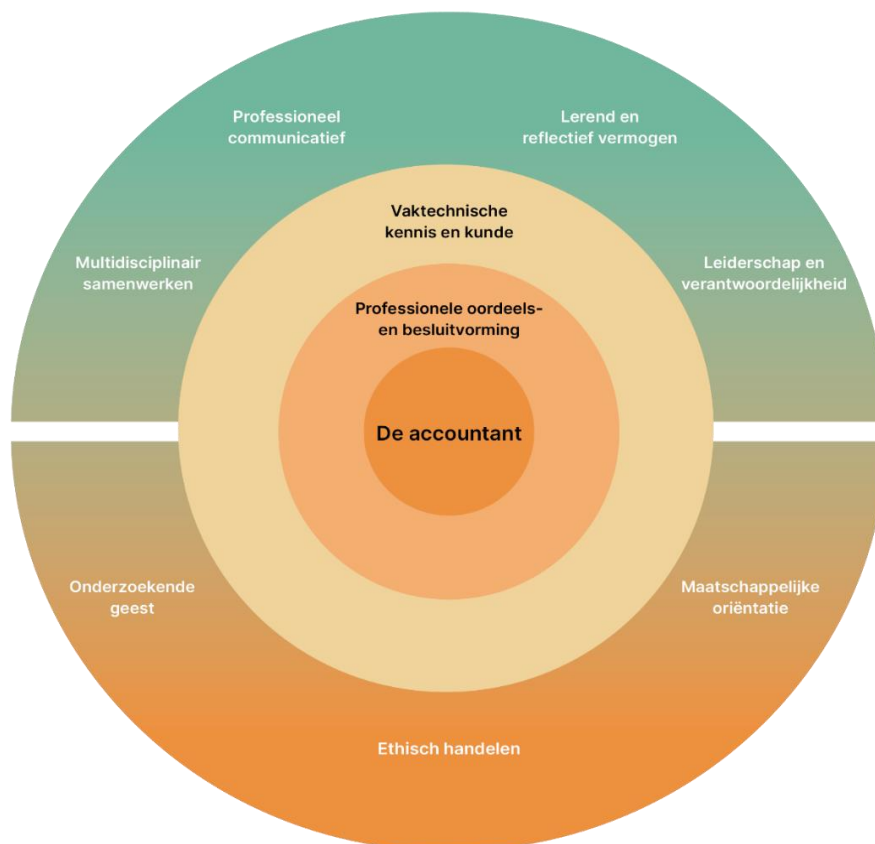 Professioneel
communicatief
Lerend en
reflectief vermogen
Vaktechnische
kennis en kunde
Multidisciplinair
samenwerken
Leiderschap en
verantwoordelijkheid
Professionele oordeels-
en besluitvorming
De accountant
Onderzoekende
geest
Maatschappelijke
oriëntatie
Ethisch handelen